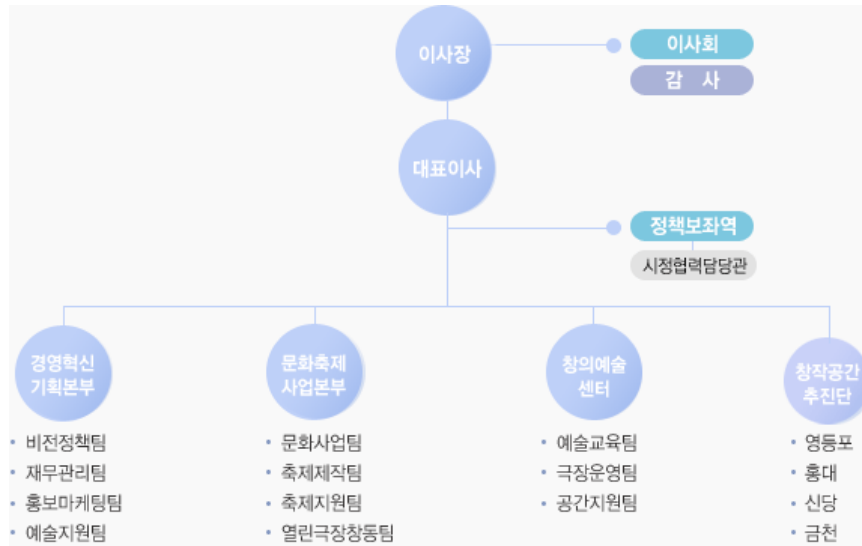 이사장
이사회
감 사
대표이사
정책보좌역
시정협력담당관
경영혁신
기획본부
문화축제
사업본부
창의예술
센터
창작공간
추진단
• 비전정책팀
• 재무관리팀
• 홍보마케팅팀
• 예술지원팀
• 문화사업팀
• 축제제작팀
• 축제지원팀
• 열린극장창동팀
• 예술교육팀
• 극장운영팀
• 공간지원팀
• 영등포
• 홍대
• 신당
• 금천